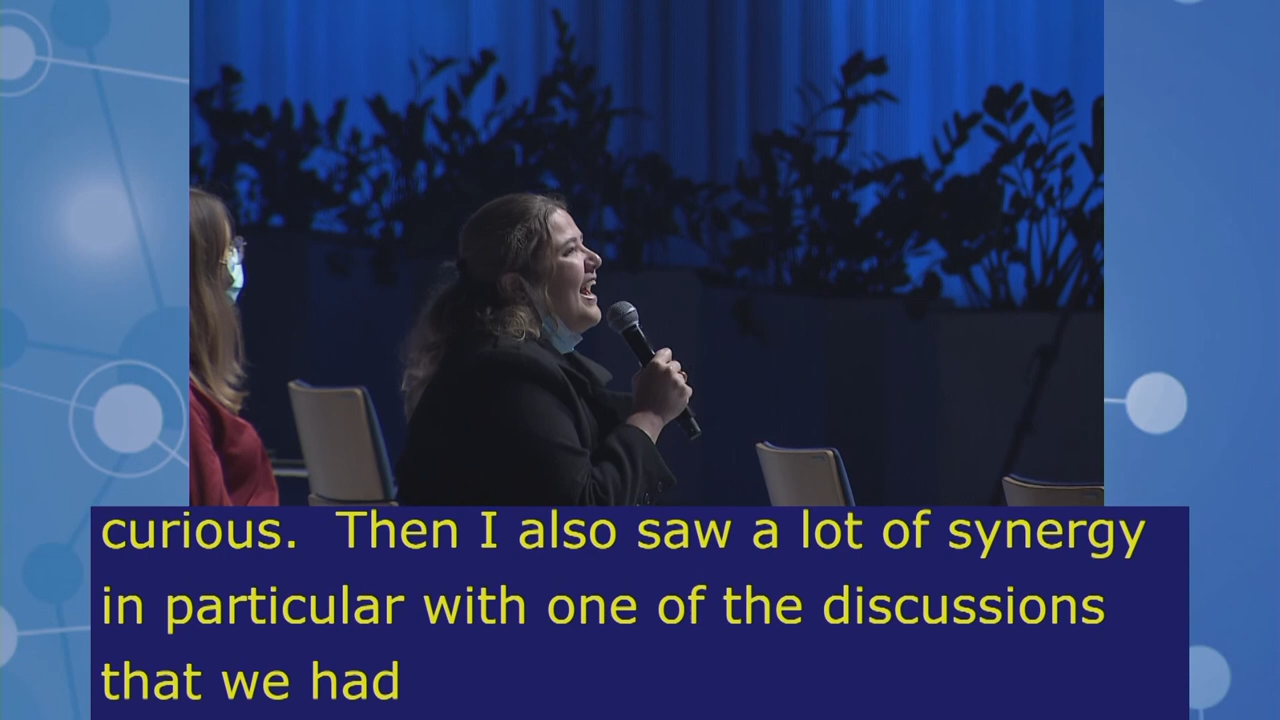 curious.  Then I also saw a lot of synergy
in particular with one of the discussions
that we had